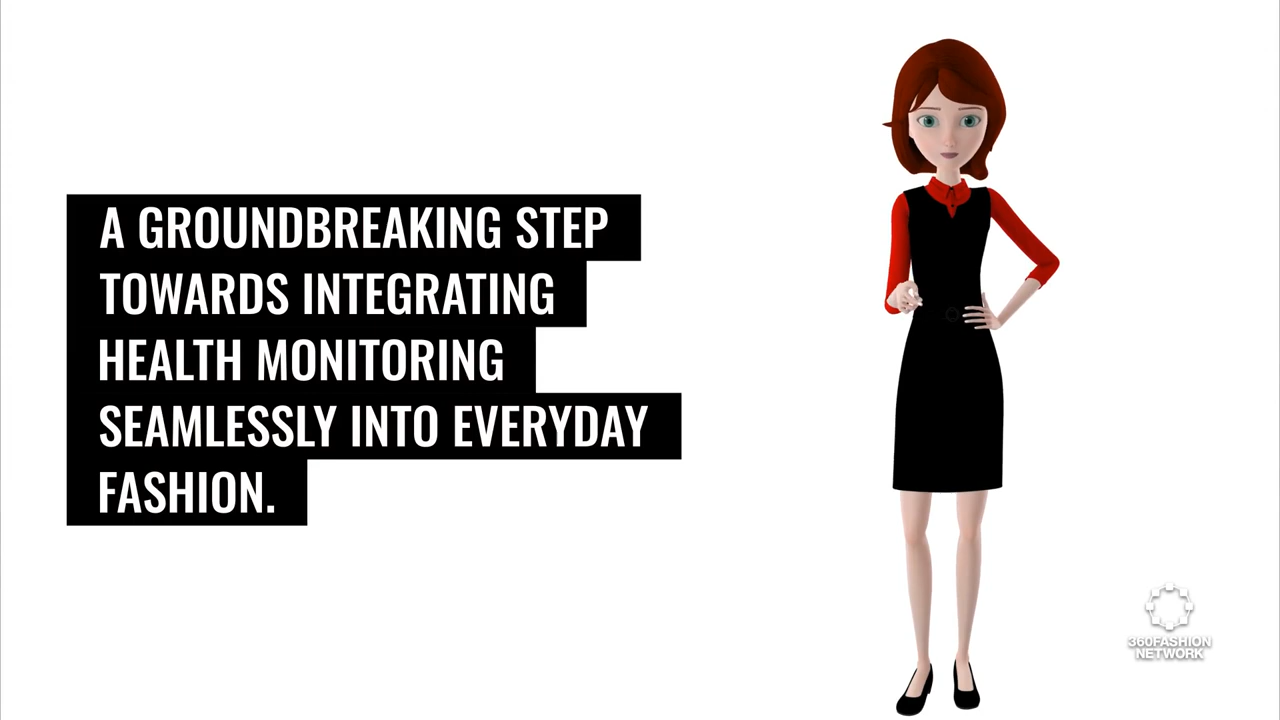 A GROUNDBREAKING STEP
TOWARDS INTEGRATING
HEALTH MONITORING
SEAMLESSLY INTO EVERYDAY
FASHION.
360FASHION
NETWORK